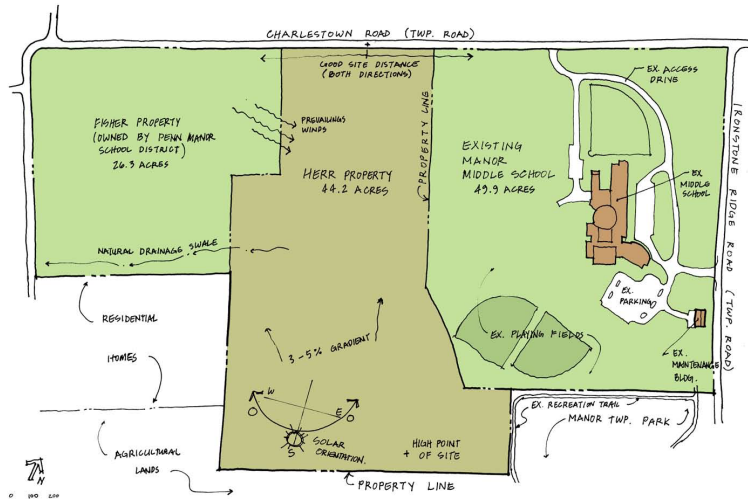 CHARLESTOWN ROAD (TWP. ROAD)
GOOD SITE DISTANCE
(BOTH DIRECTIONS)
EX. ACCESS
DRIVE
FISHER PROPERTY
(OWNED BY PENN MANOR
SCHOOL DISTRICT)
26.3 ACRES
PREVAILINGS
WINDS
HERR PROPERTY
44.2 ACRES
PROPERTY LINE
EXISTING
MANOR
MIDDLE SCHOOL
49.9 ACRES
EX.
MIDDLE
SCHOOL
IRONSTONE RIDGE ROAD (TWP. ROAD)
NATURAL DRAINAGE SWALE
EX.
PARKING
RESIDENTIAL
HOMES
3-5% GRADIENT
EX. PLAYING FIELDS
EX.
MAINTENANCE
BLDG.
W
E
S
SOLAR
ORIENTATION.
HIGH POINT
+ OF SITE
EX. RECREATION TRAIL
MANOR TWP. PARK
AGRICULTURAL
LANDS
PROPERTY LINE
N
0 100 200